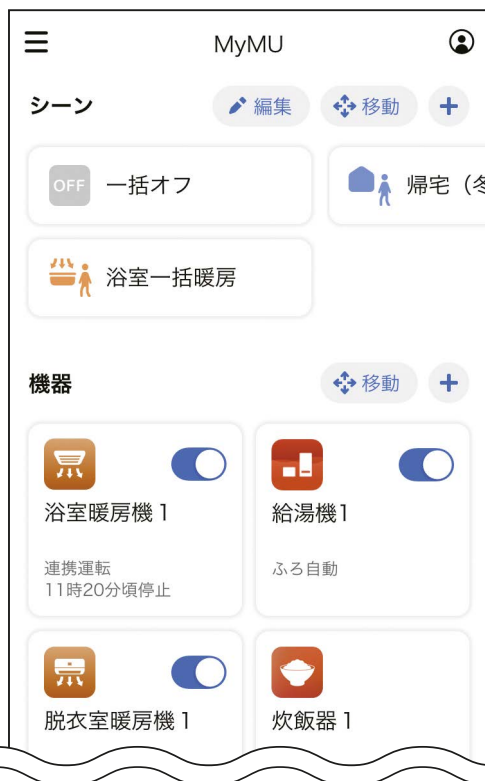 MyMU
シーン
編集
移動
OFF
一括オフ
帰宅（冬
浴室一括暖房
機器
移動
浴室暖房機1
連携運転
11時20分頃停止
給湯機1
ふろ自動
脱衣室暖房機1
炊飯器1